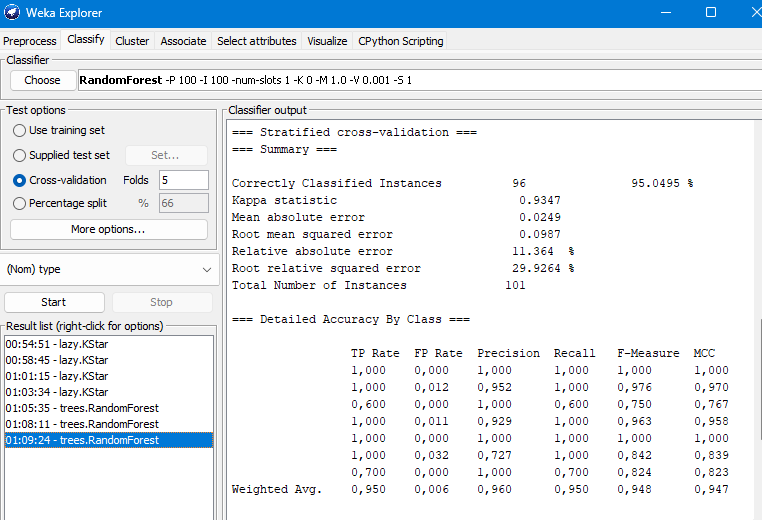 Weka Explorer
Preprocess Classify Cluster Associate Select attributes Visualize CPython Scripting
Classifier
Choose RandomForest -P 100 -I 100 -num-slots 1 -K 0 -M 1.0 -V 0.001 -S 1
Test options
Use training set
Supplied test set Set...
Cross-validation Folds 5
Percentage split % 66
More options...
(Nom) type
Start Stop
Result list (right-click for options)
00:54:51 - lazy.KStar
00:58:45 - lazy.KStar
01:01:15 - lazy.KStar
01:03:34 - lazy.KStar
01:05:35 - trees.RandomForest
01:08:11 - trees.RandomForest
01:09:24 - trees.RandomForest
Classifier output
=== Stratified cross-validation ===
=== Summary ===
Correctly Classified Instances 96 95.0495 %
Kappa statistic 0.9347
Mean absolute error 0.0249
Root mean squared error 0.0987
Relative absolute error 11.364 %
Root relative squared error 29.9264 %
Total Number of Instances 101
=== Detailed Accuracy By Class ===
TP Rate FP Rate Precision Recall F-Measure MCC
1,000 0,000 1,000 1,000 1,000 1,000
1,000 0,012 0,952 1,000 0,976 0,970
0,600 0,000 1,000 0,600 0,750 0,767
1,000 0,011 0,929 1,000 0,963 0,958
1,000 0,000 1,000 1,000 1,000 1,000
1,000 0,032 0,727 1,000 0,842 0,839
0,700 0,000 1,000 0,700 0,824 0,823
Weighted Avg. 0,950 0,006 0,960 0,950 0,948 0,947